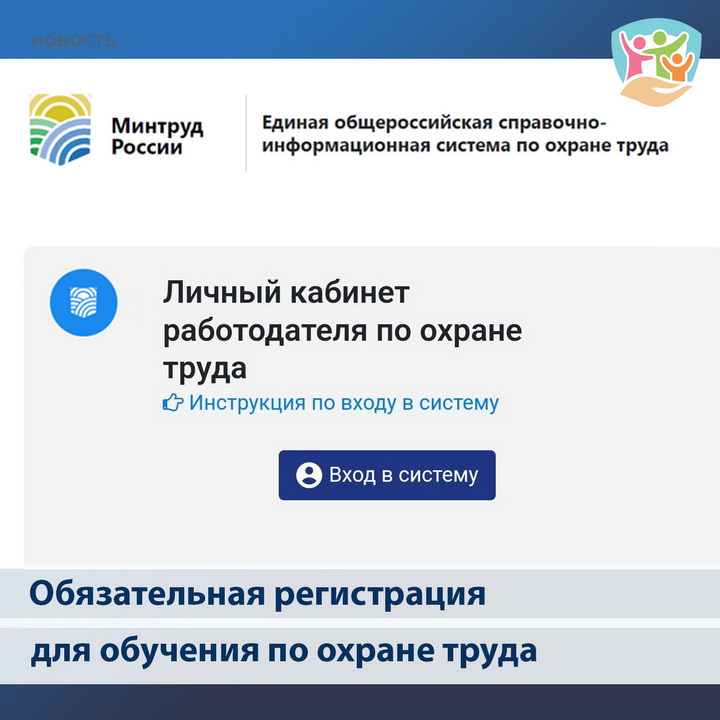 НОВОСТЬ
Минтруд
России
Единая общероссийская справочно-
информационная система по охране труда
Личный кабинет
работодателя по охране
труда
Инструкция по входу в систему
Вход в систему
Обязательная регистрация
для обучения по охране труда